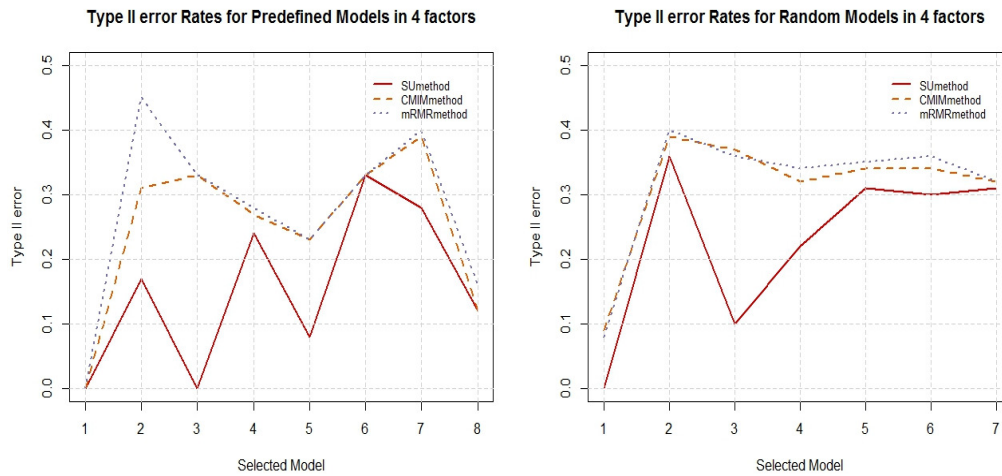 Type II error Rates for Predefined Models in 4 factors
Type II error
0.5
0.4
0.3
0.2
0.1
0.0
SUmethod
CMIMmethod
mRMRmethod
1 2 3 4 5 6 7 8
Selected Model
Type II error Rates for Random Models in 4 factors
Type II error
0.5
0.4
0.3
0.2
0.1
0.0
SUmethod
CMIMmethod
mRMRmethod
1 2 3 4 5 6 7
Selected Model